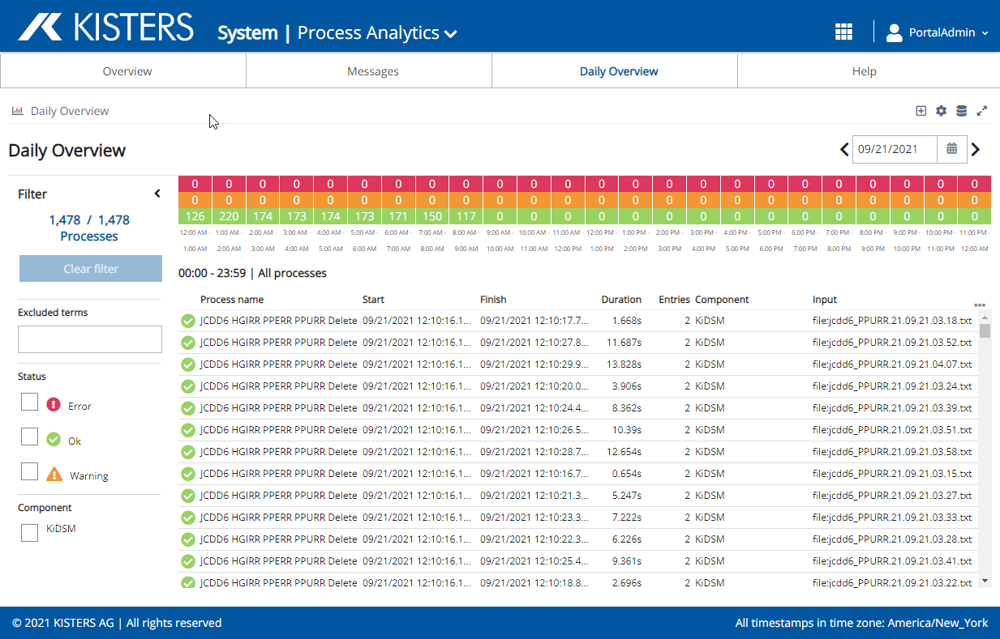 KISTERS System | Process Analytics PortalAdmin
Overview Messages Daily Overview Help
Daily Overview
Daily Overview 09/21/2021
Filter
1,478 / 1,478
Processes
Clear filter
Excluded terms
Status
Error
Ok
Warning
Component
KiDSM
0 0 0 0 0 0 0 0 0 0 0 0 0 0 0 0 0 0 0 0 0 0 0 0
0 0 0 0 0 0 0 0 0 0 0 0 0 0 0 0 0 0 0 0 0 0 0 0
126 220 174 173 174 173 171 150 117 0 0 0 0 0 0 0 0 0 0 0 0 0 0 0
12:00 AM - 1:00 AM - 2:00 AM - 3:00 AM - 4:00 AM - 5:00 AM - 6:00 AM - 7:00 AM - 8:00 AM - 9:00 AM - 10:00 AM - 11:00 AM - 12:00 PM - 1:00 PM - 2:00 PM - 3:00 PM - 4:00 PM - 5:00 PM - 6:00 PM - 7:00 PM - 8:00 PM - 9:00 PM - 10:00 PM - 11:00 PM -
1:00 AM 2:00 AM 3:00 AM 4:00 AM 5:00 AM 6:00 AM 7:00 AM 8:00 AM 9:00 AM 10:00 AM 11:00 AM 12:00 PM 1:00 PM 2:00 PM 3:00 PM 4:00 PM 5:00 PM 6:00 PM 7:00 PM 8:00 PM 9:00 PM 10:00 PM 11:00 PM 12:00 AM
00:00 - 23:59 | All processes
Process name Start Finish Duration Entries Component Input
JCDD6 HGIRR PPERR PPURR Delete 09/21/2021 12:10:16.1... 09/21/2021 12:10:17.7... 1.668s 2 KiDSM file:jcdd6_PPURR.21.09.21.03.18.txt
JCDD6 HGIRR PPERR PPURR Delete 09/21/2021 12:10:16.1... 09/21/2021 12:10:27.8... 11.687s 2 KiDSM file:jcdd6_PPURR.21.09.21.03.52.txt
JCDD6 HGIRR PPERR PPURR Delete 09/21/2021 12:10:16.1... 09/21/2021 12:10:29.9... 13.828s 2 KiDSM file:jcdd6_PPURR.21.09.21.04.07.txt
JCDD6 HGIRR PPERR PPURR Delete 09/21/2021 12:10:16.1... 09/21/2021 12:10:20.0... 3.906s 2 KiDSM file:jcdd6_PPURR.21.09.21.03.24.txt
JCDD6 HGIRR PPERR PPURR Delete 09/21/2021 12:10:16.1... 09/21/2021 12:10:24.4... 8.362s 2 KiDSM file:jcdd6_PPURR.21.09.21.03.39.txt
JCDD6 HGIRR PPERR PPURR Delete 09/21/2021 12:10:16.1... 09/21/2021 12:10:26.5... 10.39s 2 KiDSM file:jcdd6_PPURR.21.09.21.03.51.txt
JCDD6 HGIRR PPERR PPURR Delete 09/21/2021 12:10:16.1... 09/21/2021 12:10:28.7... 12.654s 2 KiDSM file:jcdd6_PPURR.21.09.21.03.58.txt
JCDD6 HGIRR PPERR PPURR Delete 09/21/2021 12:10:16.1... 09/21/2021 12:10:16.7... 0.654s 2 KiDSM file:jcdd6_PPURR.21.09.21.03.15.txt
JCDD6 HGIRR PPERR PPURR Delete 09/21/2021 12:10:16.1... 09/21/2021 12:10:21.3... 5.247s 2 KiDSM file:jcdd6_PPURR.21.09.21.03.27.txt
JCDD6 HGIRR PPERR PPURR Delete 09/21/2021 12:10:16.1... 09/21/2021 12:10:23.3... 7.222s 2 KiDSM file:jcdd6_PPURR.21.09.21.03.33.txt
JCDD6 HGIRR PPERR PPURR Delete 09/21/2021 12:10:16.1... 09/21/2021 12:10:22.3... 6.226s 2 KiDSM file:jcdd6_PPURR.21.09.21.03.28.txt
JCDD6 HGIRR PPERR PPURR Delete 09/21/2021 12:10:16.1... 09/21/2021 12:10:25.4... 9.361s 2 KiDSM file:jcdd6_PPURR.21.09.21.03.41.txt
JCDD6 HGIRR PPERR PPURR Delete 09/21/2021 12:10:16.1... 09/21/2021 12:10:18.8... 2.696s 2 KiDSM file:jcdd6_PPURR.21.09.21.03.22.txt
© 2021 KISTERS AG | All rights reserved All timestamps in time zone: America/New_York